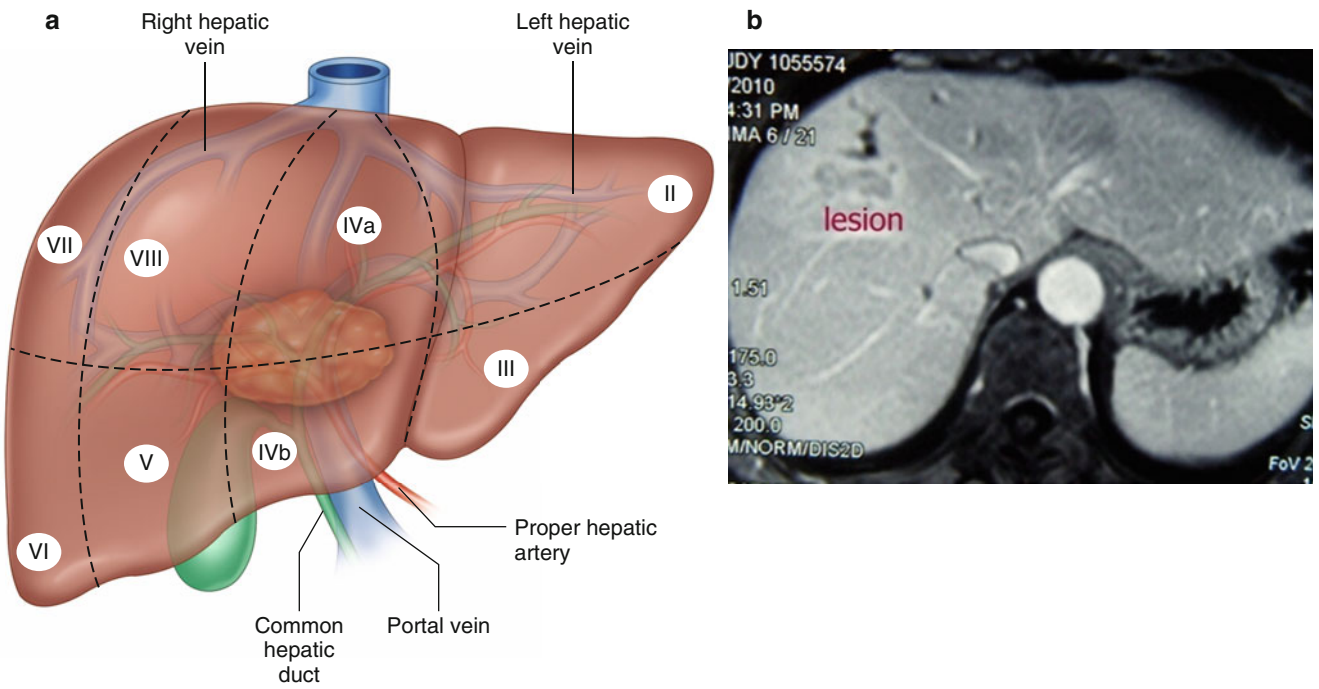 a
Right hepatic
vein
Left hepatic
vein
II
IVa
VII
VIII
III
V
IVb
VI
Proper hepatic
artery
Common
hepatic
duct
Portal vein
b
UDY 1055574
/2010
4:31 PM
IMA 6 / 21
lesion
1.51
175.0
3.3
14.93*2
200.0
M/NORM/DIS2D
S
FoV 2
1